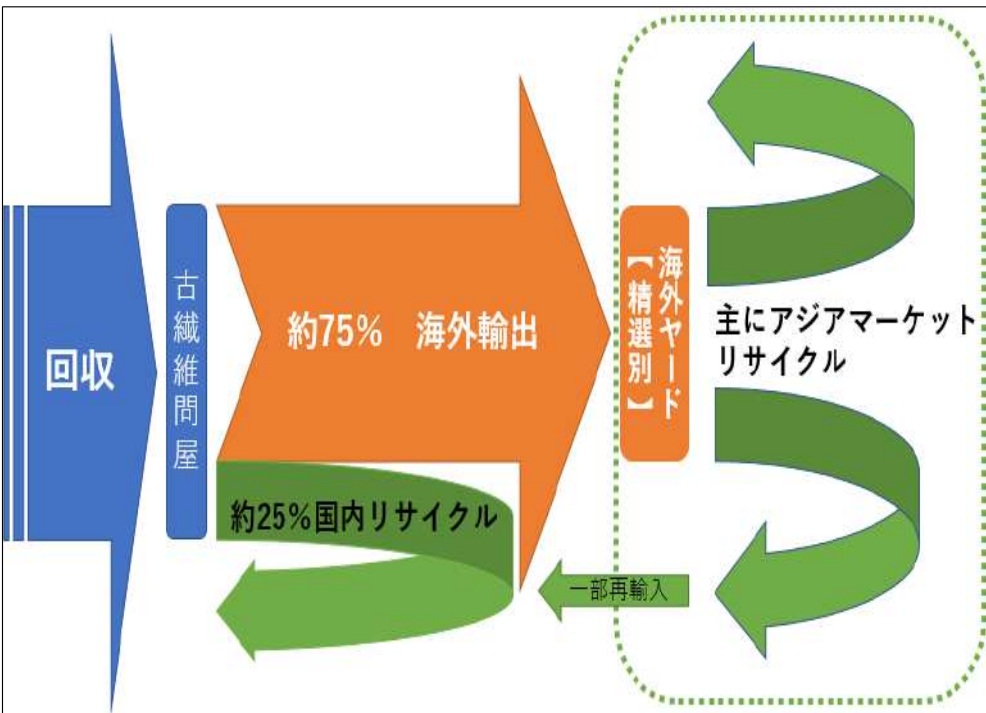 回収
古繊維問屋
約75%　海外輸出
約25%国内リサイクル
海外ヤード
【精選別】
主にアジアマーケット
リサイクル
一部再輸入